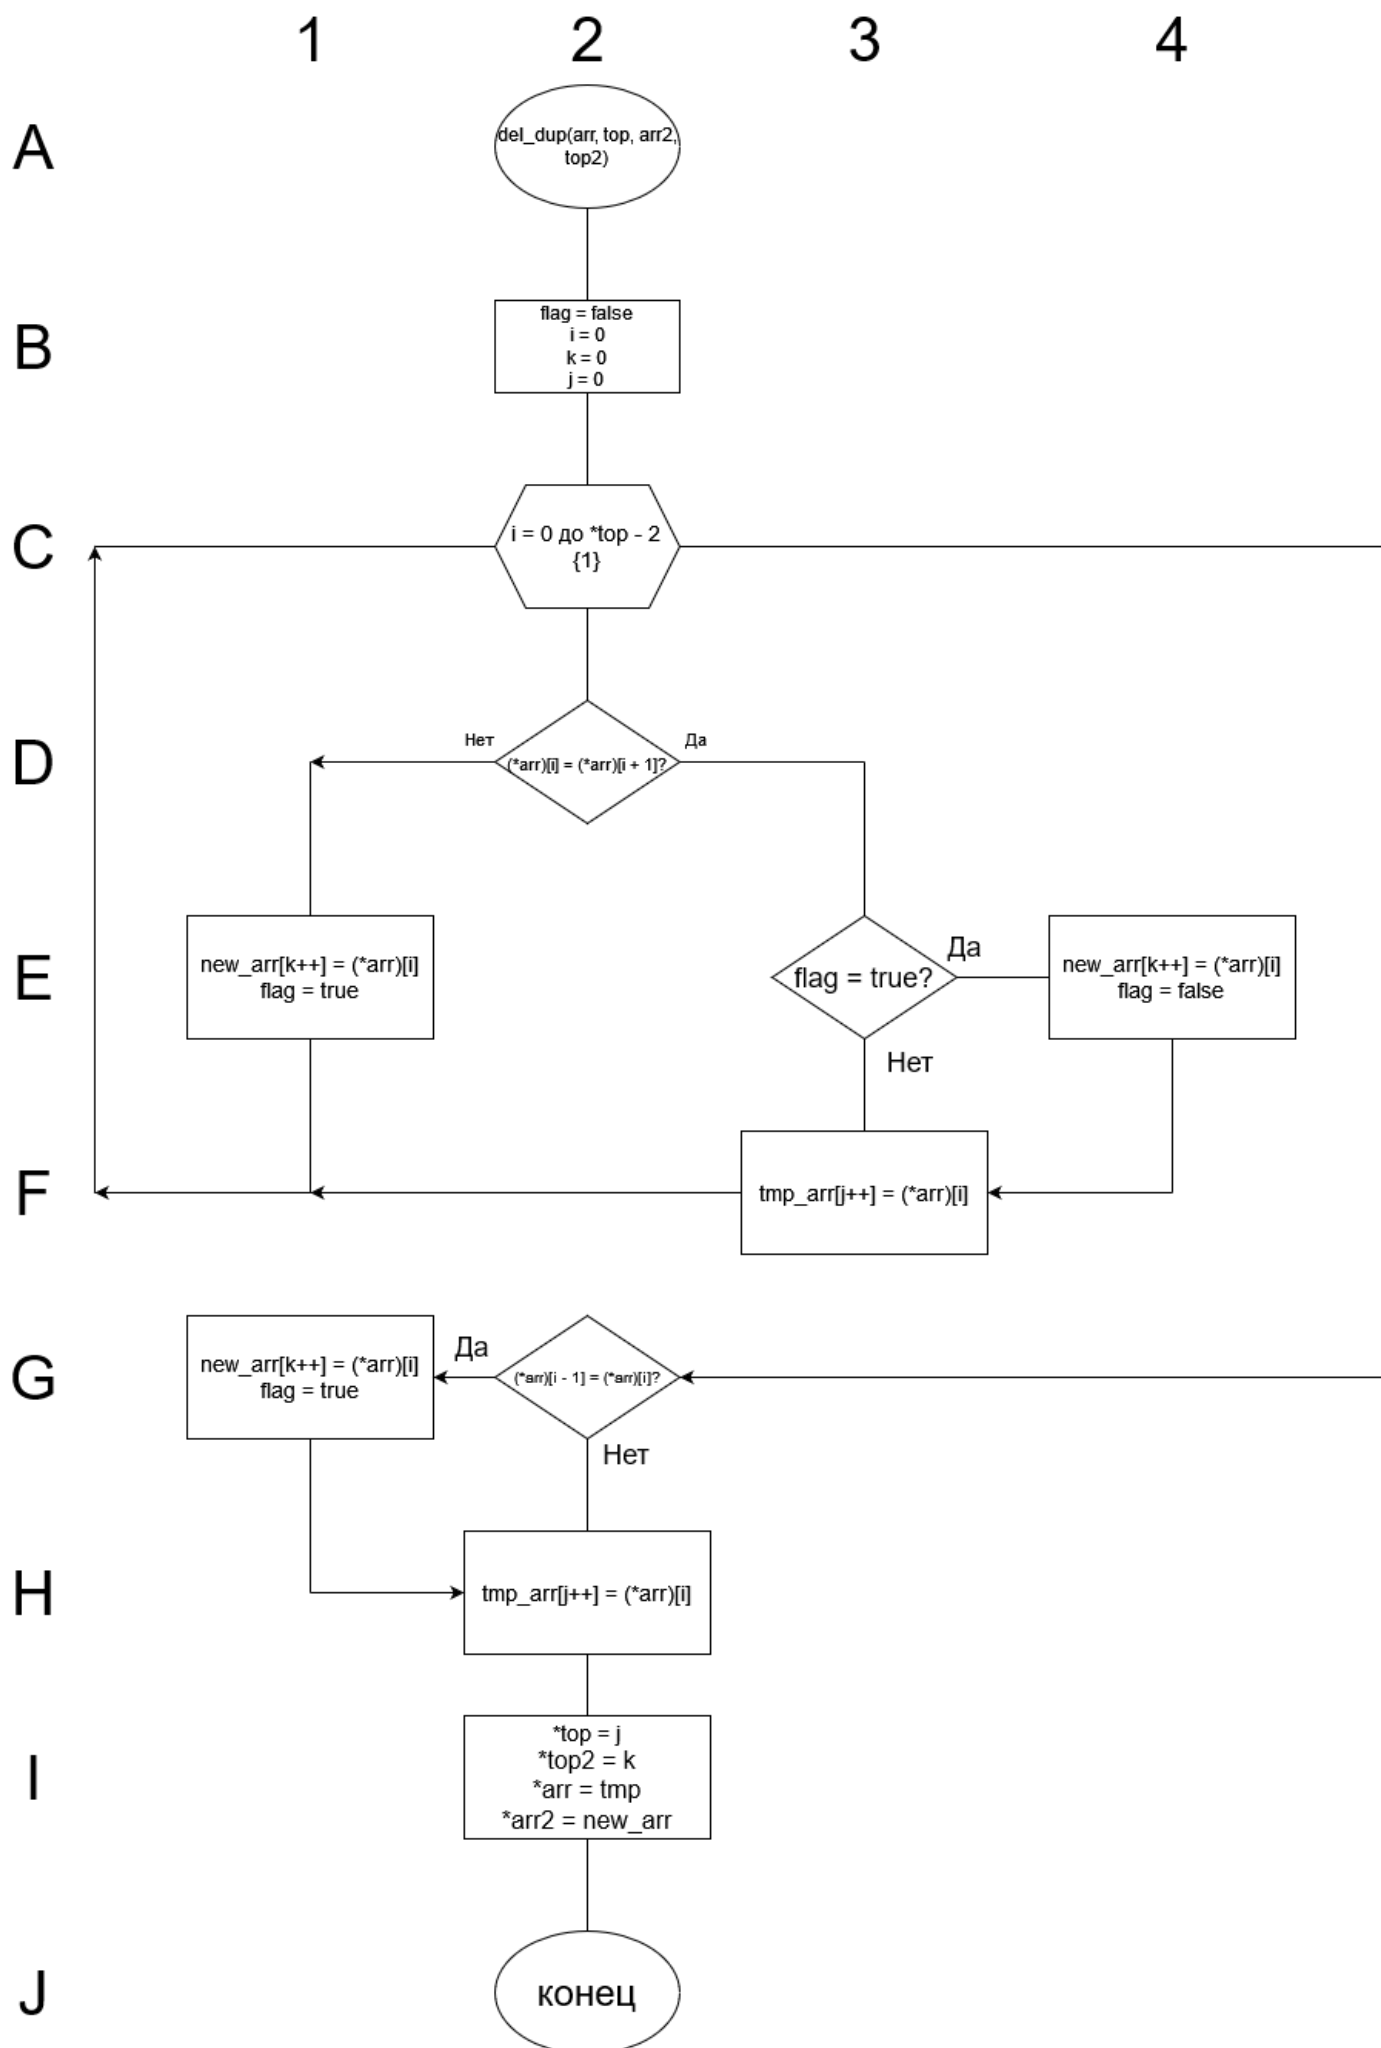 1 2 3 4
A
del_dup(arr, top, arr2,
top2)
B
flag = false
i = 0
k = 0
j = 0
C
i = 0 до *top - 2
{1}
D
Нет
(*arr)[i] = (*arr)[i + 1]?
Да
E
new_arr[k++] = (*arr)[i]
flag = true
flag = true?
Да
Нет
new_arr[k++] = (*arr)[i]
flag = false
F
tmp_arr[j++] = (*arr)[i]
G
new_arr[k++] = (*arr)[i]
flag = true
Да
(*arr)[i - 1] = (*arr)[i]?
Нет
H
tmp_arr[j++] = (*arr)[i]
I
*top = j
*top2 = k
*arr = tmp
*arr2 = new_arr
J
конец